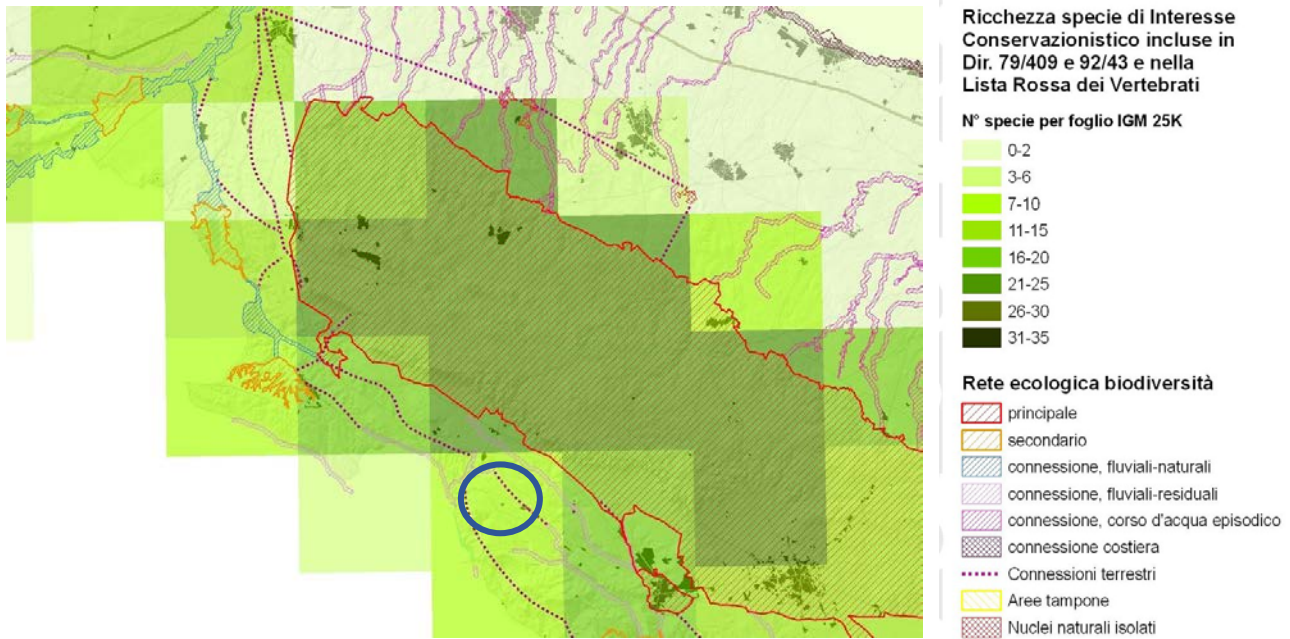 Ricchezza specie di Interesse
Conservazionistico incluse in
Dir. 79/409 e 92/43 e nella
Lista Rossa dei Vertebrati
N° specie per foglio IGM 25K
0-2
3-6
7-10
11-15
16-20
21-25
26-30
31-35
Rete ecologica biodiversità
principale
secondario
connessione, fluviali-naturali
connessione, fluviali-residuali
connessione, corso d'acqua episodico
connessione costiera
Connessioni terrestri
Aree tampone
Nuclei naturali isolati